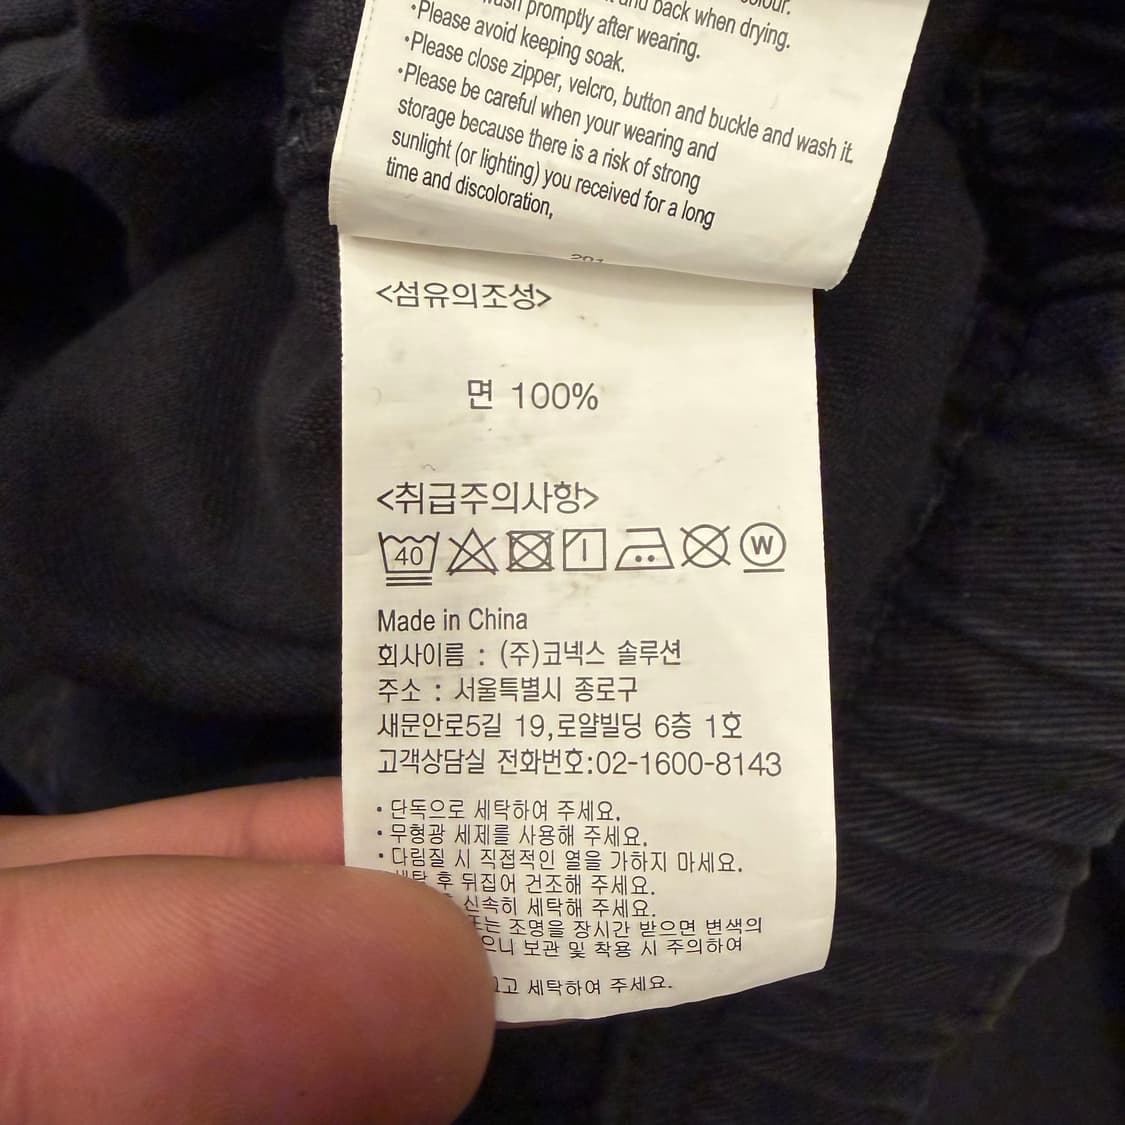 colour.
and back when drying.
wash promptly after wearing.
•Please avoid keeping soak.
•Please close zipper, velcro, button and buckle and wash it.
•Please be careful when your wearing and
storage because there is a risk of strong
sunlight (or lighting) you received for a long
time and discoloration,
<섬유의조성>
면 100%
<취급주의사항>
40 W
Made in China
회사이름 : (주)코넥스 솔루션
주소 : 서울특별시 종로구
새문안로5길 19,로얄빌딩 6층 1호
고객상담실 전화번호:02-1600-8143
• 단독으로 세탁하여 주세요.
• 무형광 세제를 사용해 주세요.
• 다림질 시 직접적인 열을 가하지 마세요.
세탁 후 뒤집어 건조해 주세요.
신속히 세탁해 주세요.
또는 조명을 장시간 받으면 변색의
으니 보관 및 착용 시 주의하여
세탁하여 주세요.